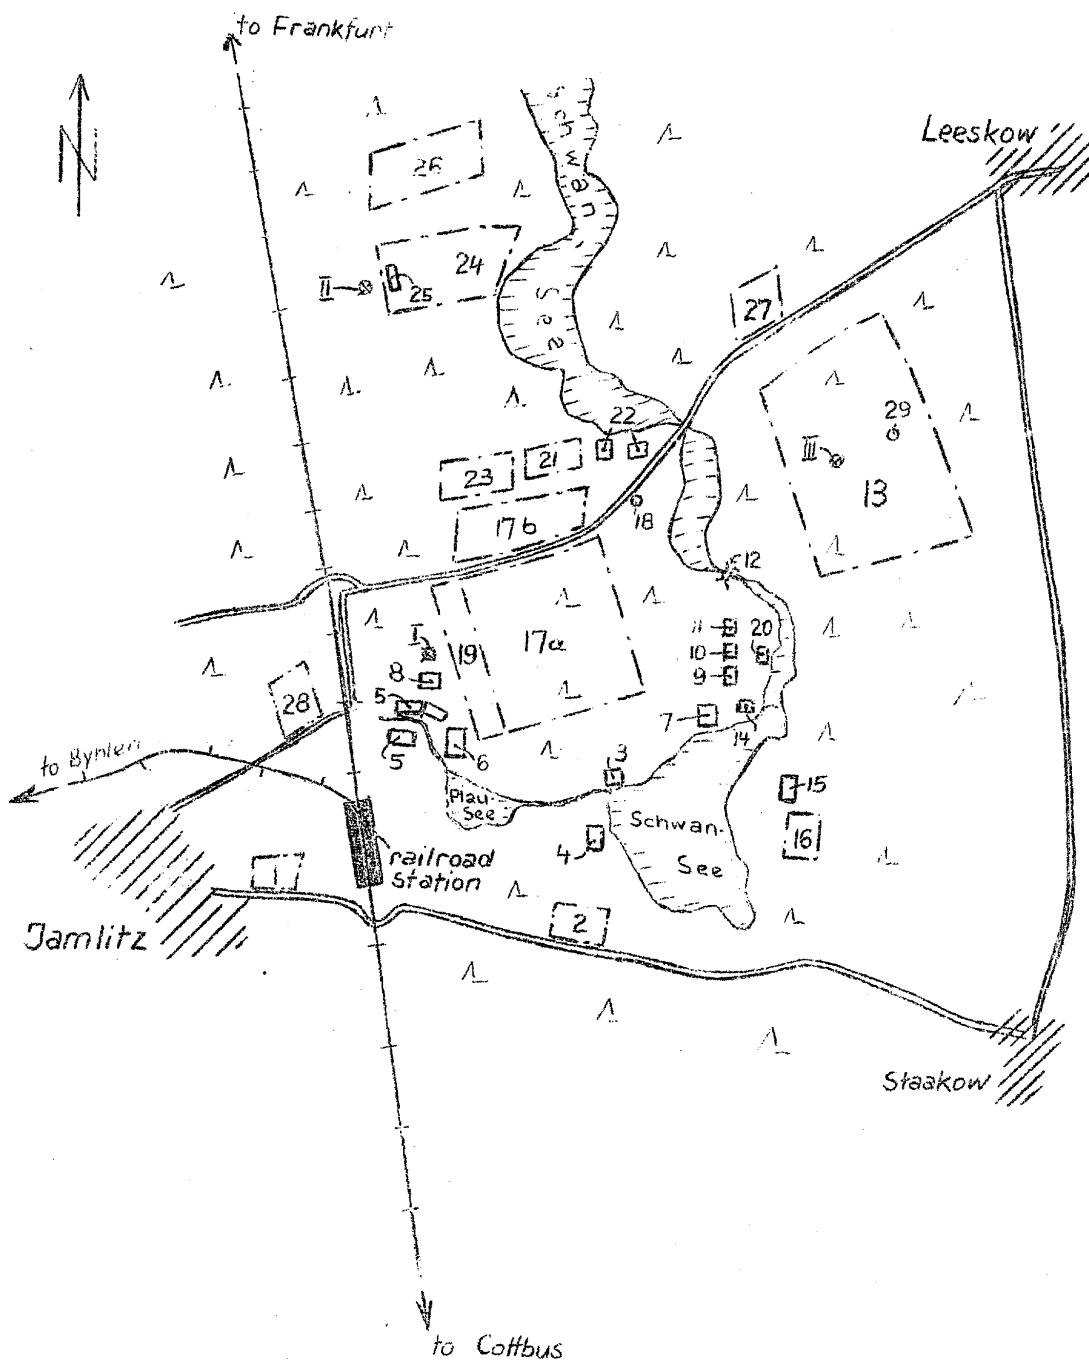 to Frankfurt
N
Schwan-
See
Leeskow
26
24
II
25
27
29
III
13
22
21
23
18
17b
12
11
20
10
9
I
19
17a
8
28
5
7
14
to Byhlen
5
6
3
15
Plau-
See
Schwan-
See
4
16
railroad
station
1
2
Jamlitz
Staakow
to Cottbus